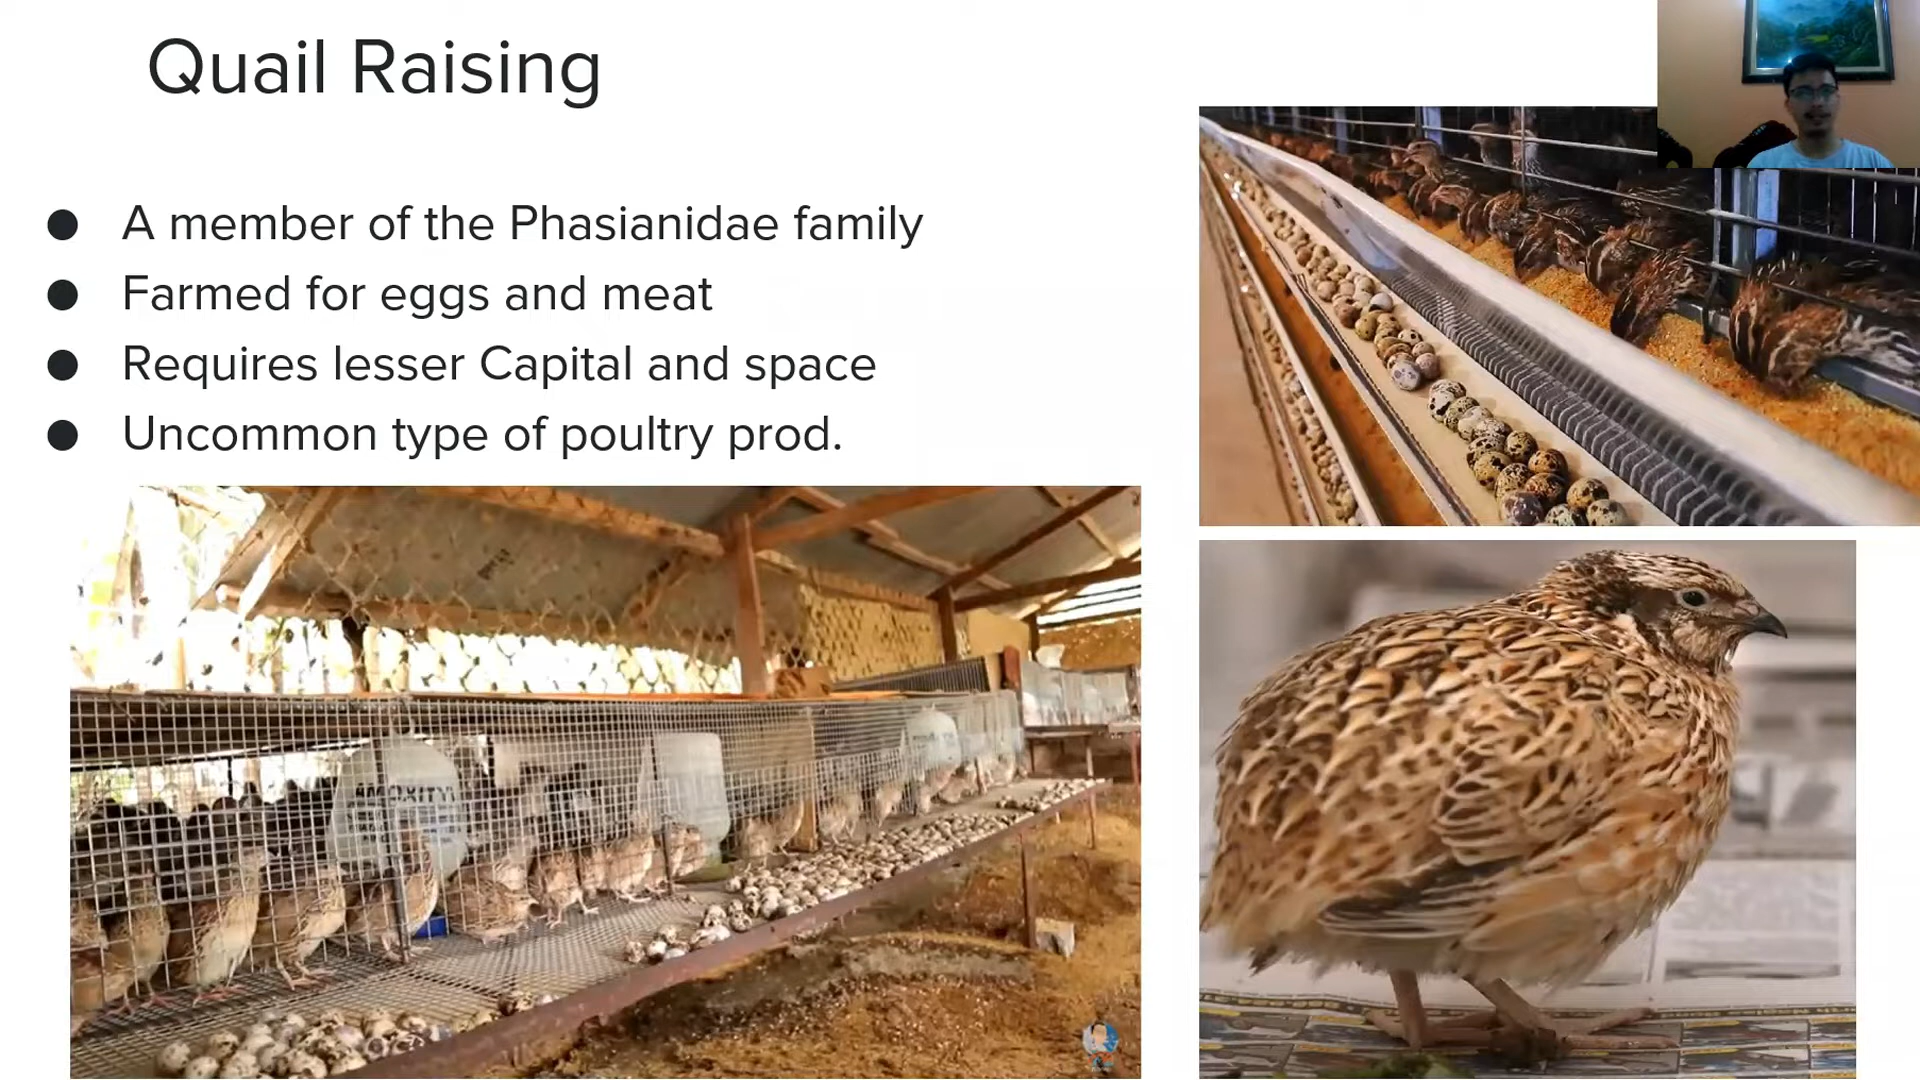 Quail Raising
● A member of the Phasianidae family
● Farmed for eggs and meat
● Requires lesser Capital and space
● Uncommon type of poultry prod.